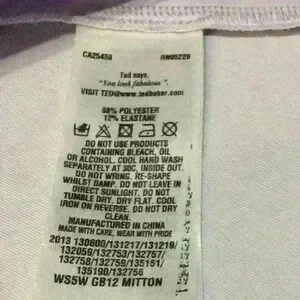 CA25459 RN95229
Ted says,
"You look fabulous"
VISIT TED@www.tedbaker.com
88% POLYESTER
12% ELASTANE
DO NOT USE PRODUCTS
CONTAINING BLEACH, OIL
OR ALCOHOL. COOL HAND WASH
SEPARATELY AT 30C, INSIDE OUT.
DO NOT WRING. RE-SHAPE
WHILST DAMP. DO NOT LEAVE IN
DIRECT SUNLIGHT. DO NOT
TUMBLE DRY. DRY FLAT. COOL
IRON ON REVERSE. DO NOT DRY
CLEAN.
MANUFACTURED IN CHINA
MADE WITH CARE, WEAR WITH PRIDE
2013 130600/131217/131219/
132059/132753/132757/
132758/132759/135151/
135190/132756
WS5W GB12 MITTON